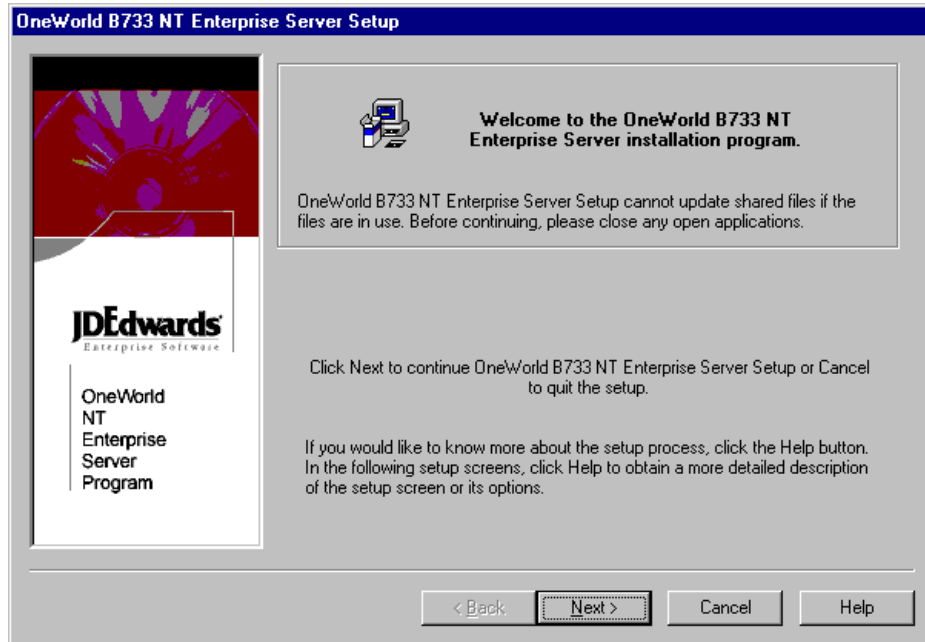 OneWorld B733 NT Enterprise Server Setup
Welcome to the OneWorld B733 NT
Enterprise Server installation program.
OneWorld B733 NT Enterprise Server Setup cannot update shared files if the
files are in use. Before continuing, please close any open applications.
JDEdwards
Enterprise Software
OneWorld
NT
Enterprise
Server
Program
Click Next to continue OneWorld B733 NT Enterprise Server Setup or Cancel
to quit the setup.
If you would like to know more about the setup process, click the Help button.
In the following setup screens, click Help to obtain a more detailed description
of the setup screen or its options.
< Back
Next >
Cancel
Help